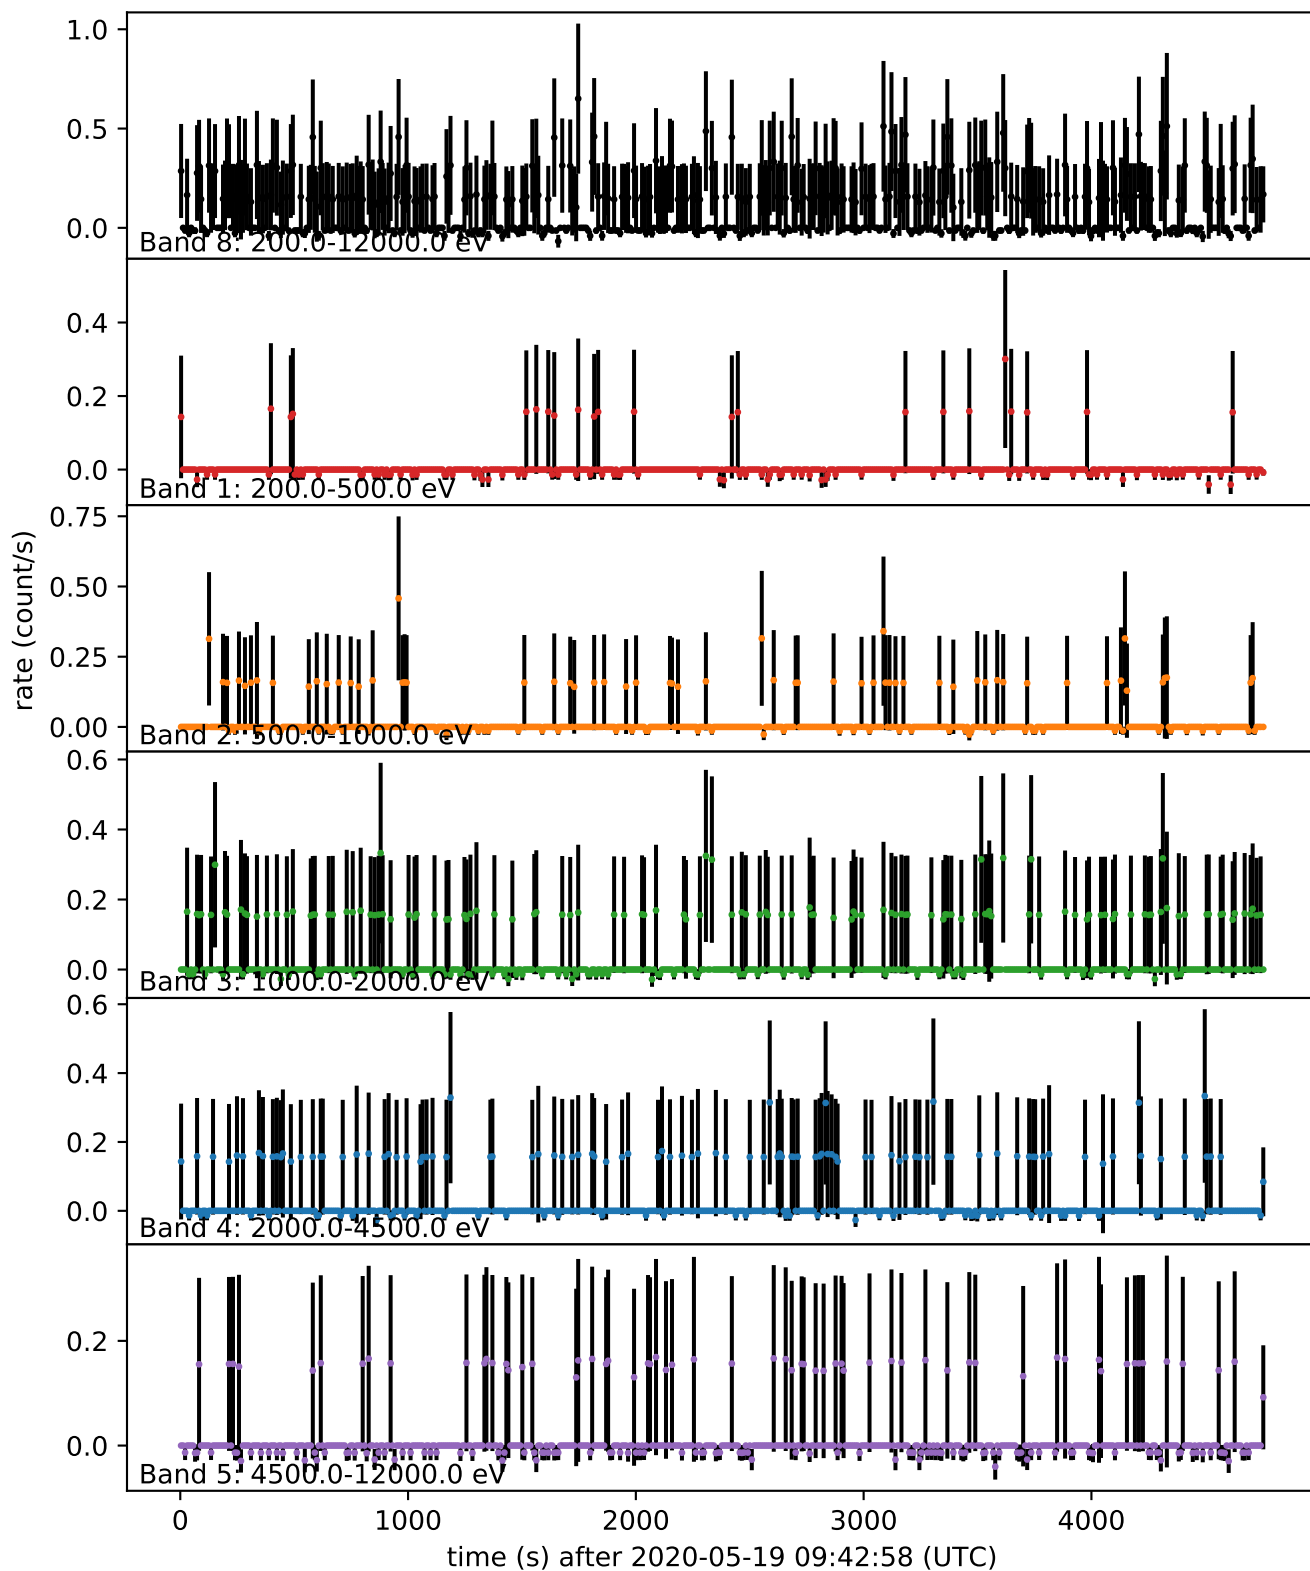 1.0
0.5
0.0
Band 8: 200.0-12000.0 eV
0.4
0.2
0.0
Band 1: 200.0-500.0 eV
0.75
0.50
0.25
0.00
Band 2: 500.0-1000.0 eV
rate (count/s)
0.6
0.4
0.2
0.0
Band 3: 1000.0-2000.0 eV
0.6
0.4
0.2
0.0
Band 4: 2000.0-4500.0 eV
0.2
0.0
Band 5: 4500.0-12000.0 eV
0 1000 2000 3000 4000
time (s) after 2020-05-19 09:42:58 (UTC)